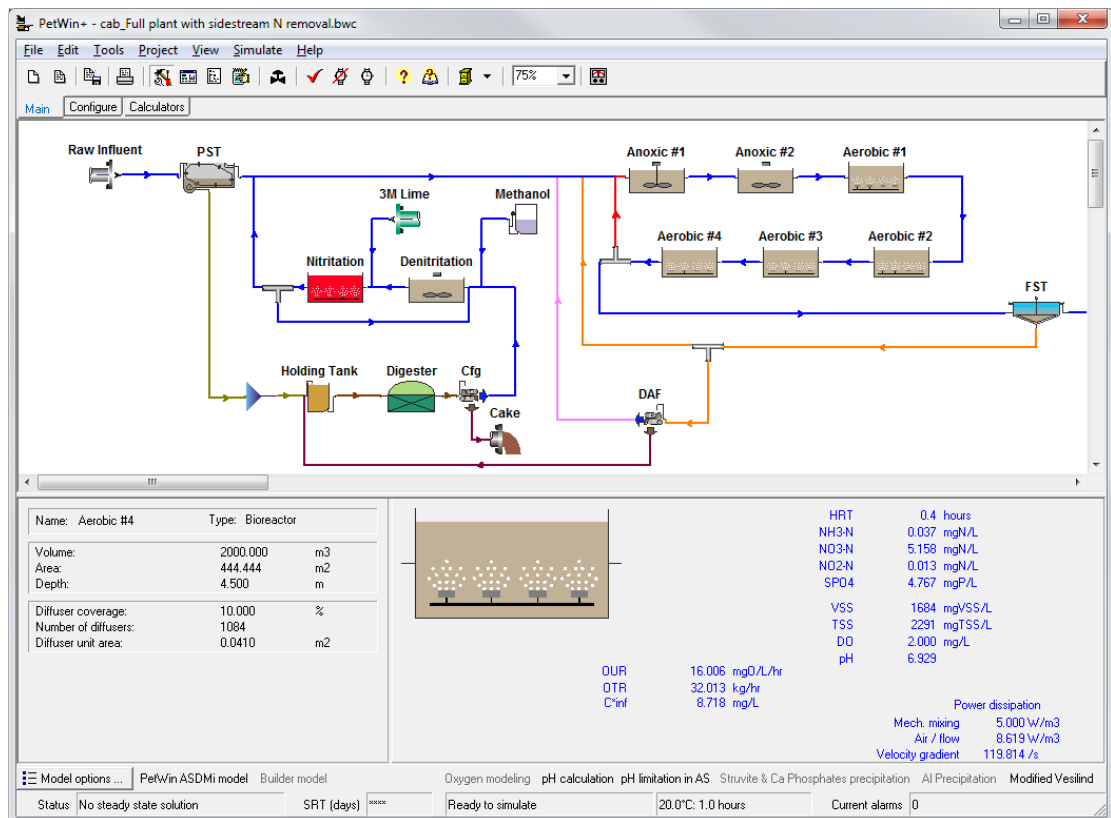 PetWin+ - cab_Full plant with sidestream N removal.bwc
File Edit Tools Project View Simulate Help
75%
Main Configure Calculators
Raw Influent
PST
Anoxic #1
Anoxic #2
Aerobic #1
3M Lime
Methanol
Aerobic #4
Aerobic #3
Aerobic #2
Nitritation
Denitritation
FST
Holding Tank
Digester
Cfg
DAF
Cake
Name: Aerobic #4 Type: Bioreactor
Volume: 2000.000 m3
Area: 444.444 m2
Depth: 4.500 m
Diffuser coverage: 10.000 %
Number of diffusers: 1084
Diffuser unit area: 0.0410 m2
HRT 0.4 hours
NH3-N 0.037 mgN/L
NO3-N 5.158 mgN/L
NO2-N 0.013 mgN/L
SPO4 4.767 mgP/L
VSS 1684 mgVSS/L
TSS 2291 mgTSS/L
DO 2.000 mg/L
pH 6.929
OUR 16.006 mgO/L/hr
OTR 32.013 kg/hr
C*inf 8.718 mg/L
Power dissipation
Mech. mixing 5.000 W/m3
Air / flow 8.619 W/m3
Velocity gradient 119.814 /s
Model options ... PetWin ASDMi model Builder model Oxygen modeling pH calculation pH limitation in AS Struvite & Ca Phosphates precipitation Al Precipitation Modified Vesilind
Status No steady state solution SRT (days) **** Ready to simulate 20.0°C: 1.0 hours Current alarms 0